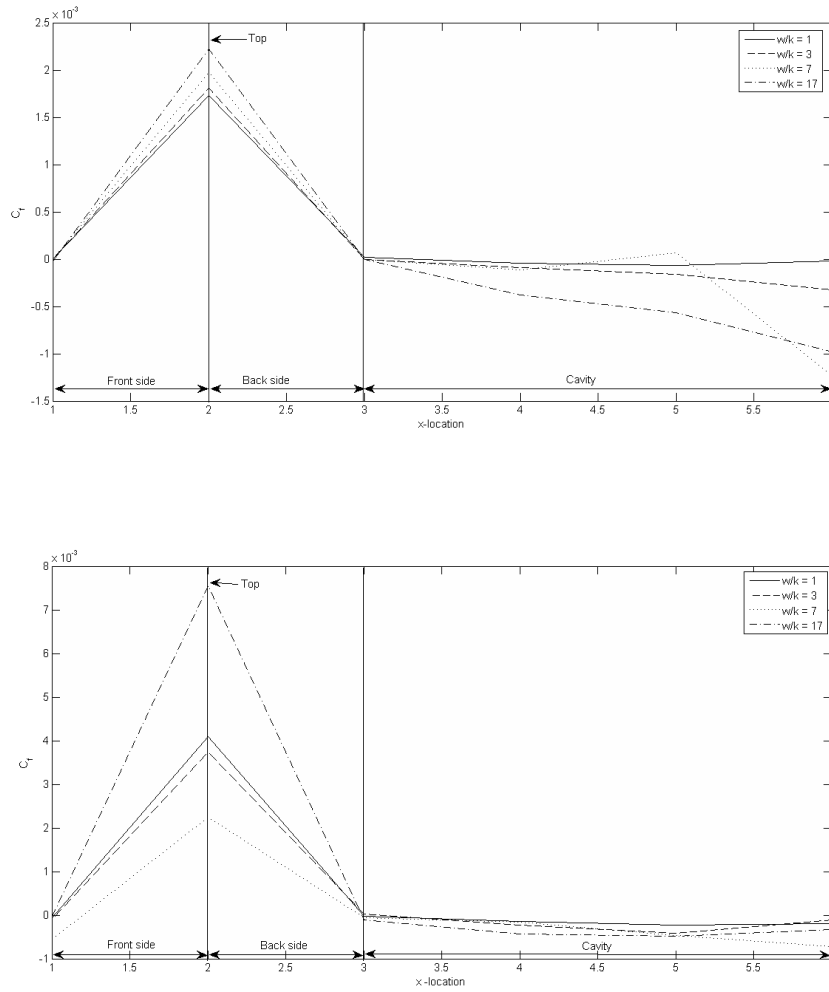 × 10⁻³
2.5
Top
w/k = 1
w/k = 3
w/k = 7
w/k = 17
2
1.5
1
0.5
C_f
0
-0.5
-1
Front side
Back side
Cavity
-1.5
1 1.5 2 2.5 3 3.5 4 4.5 5 5.5
x-location
× 10⁻³
8
Top
w/k = 1
w/k = 3
w/k = 7
w/k = 17
7
6
5
4
C_f
3
2
1
0
Front side
Back side
Cavity
-1
1 1.5 2 2.5 3 3.5 4 4.5 5 5.5
x-location